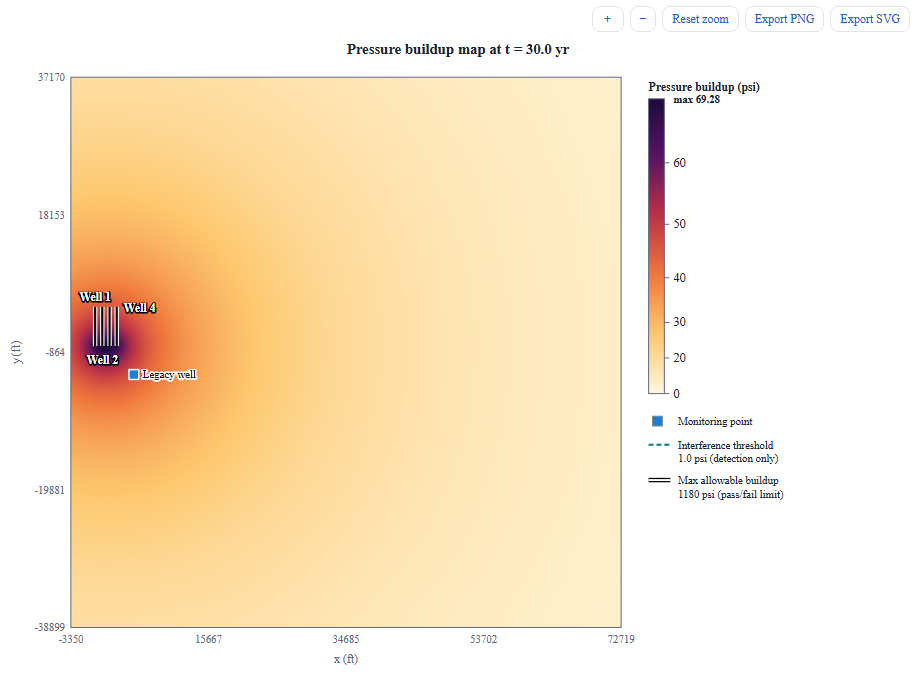 +
−
Reset zoom
Export PNG
Export SVG
Pressure buildup map at t = 30.0 yr
37170
18153
-864
-19881
-38899
y (ft)
Well 1
Well 4
Well 2
Legacy well
-3350
15667
34685
53702
72719
x (ft)
Pressure buildup (psi)
max 69.28
60
50
40
30
20
0
Monitoring point
Interference threshold
1.0 psi (detection only)
Max allowable buildup
1180 psi (pass/fail limit)